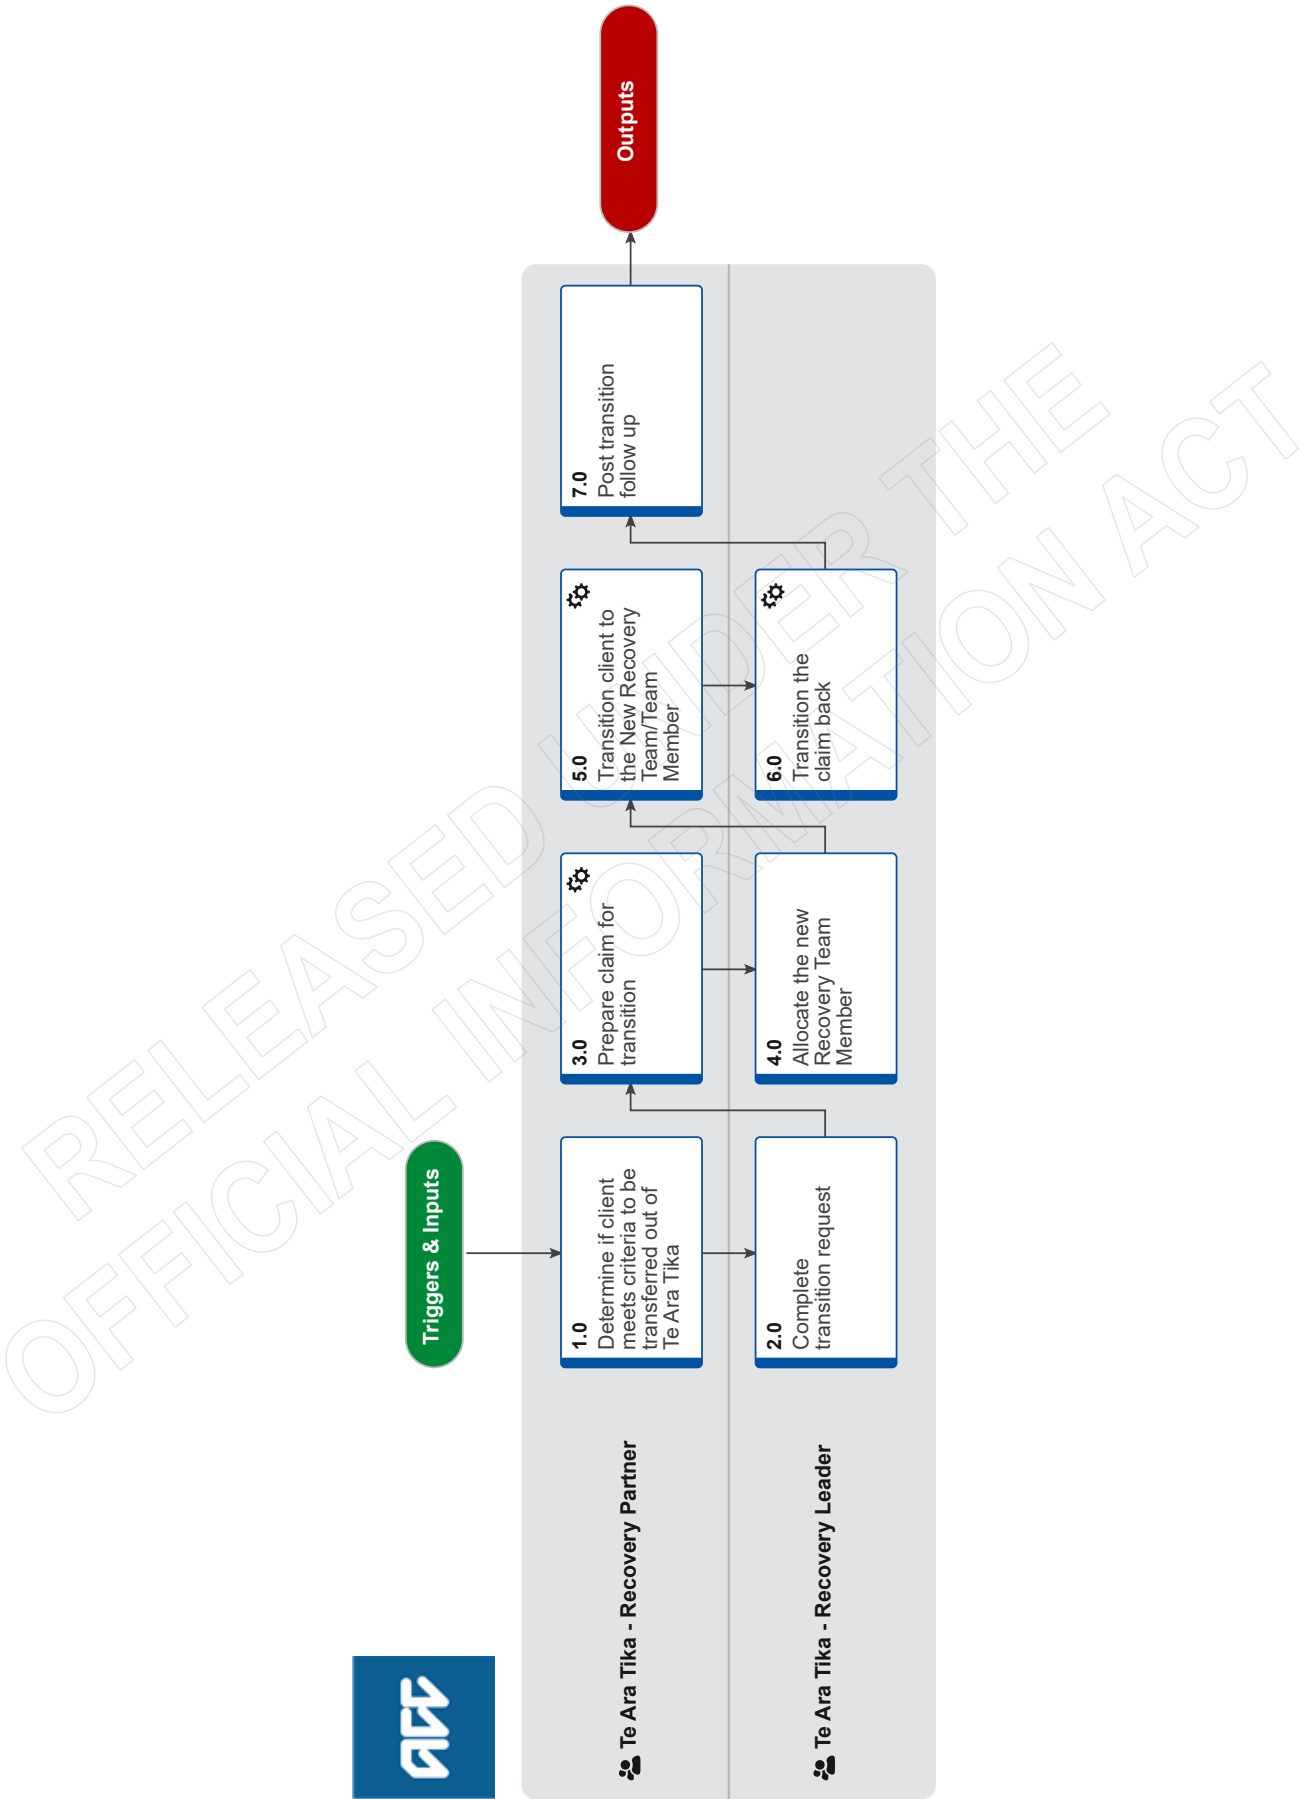 acc
Triggers & Inputs
Outputs
Te Ara Tika - Recovery Partner
1.0
Determine if client
meets criteria to be
transferred out of
Te Ara Tika
3.0
Prepare claim for
transition
5.0
Transition client to
the New Recovery
Team/Team
Member
7.0
Post transition
follow up
Te Ara Tika - Recovery Leader
2.0
Complete
transition request
4.0
Allocate the new
Recovery Team
Member
6.0
Transition the
claim back
RELEASED UNDER THE
OFFICIAL INFORMATION ACT